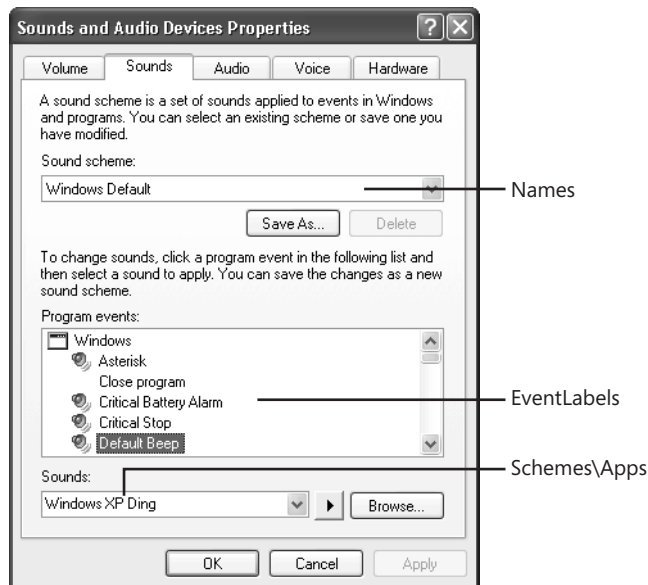 Sounds and Audio Devices Properties
Volume Sounds Audio Voice Hardware
A sound scheme is a set of sounds applied to events in Windows
and programs. You can select an existing scheme or save one you
have modified.
Sound scheme:
Windows Default
Names
Save As... Delete
To change sounds, click a program event in the following list and
then select a sound to apply. You can save the changes as a new
sound scheme.
Program events:
Windows
Asterisk
Close program
Critical Battery Alarm
EventLabels
Critical Stop
Default Beep
Sounds:
Schemes\Apps
Windows XP Ding
Browse...
OK Cancel Apply